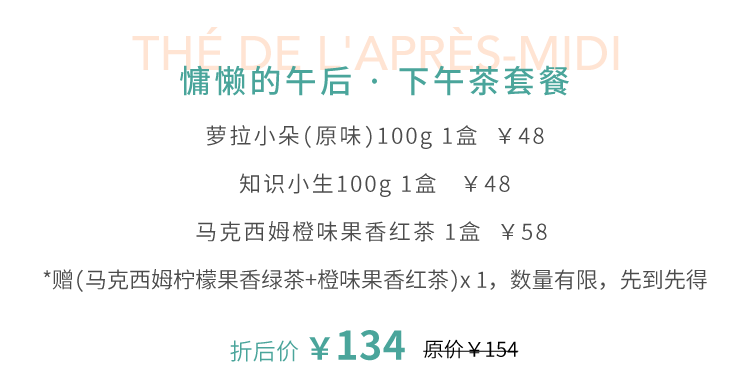 THÉ DE L'APRÈS-MIDI
慵懒的午后 · 下午茶套餐
萝拉小朵(原味)100g 1盒 ￥48
知识小生100g 1盒 ￥48
马克西姆橙味果香红茶 1盒 ￥58
*赠(马克西姆柠檬果香绿茶+橙味果香红茶)x 1，数量有限，先到先得
折后价 ￥134 原价￥154